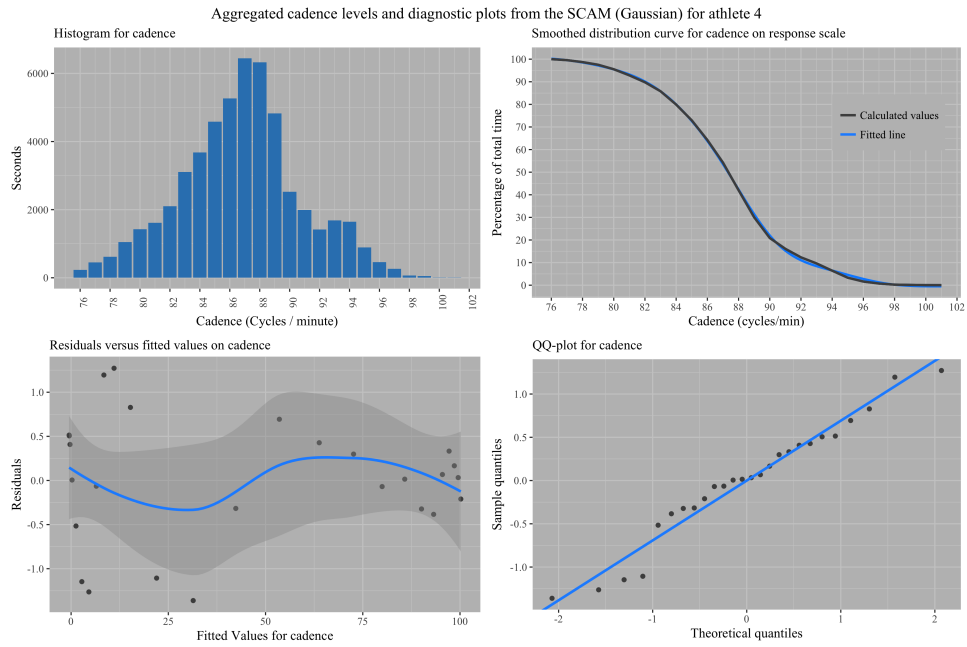 Aggregated cadence levels and diagnostic plots from the SCAM (Gaussian) for athlete 4
Histogram for cadence
Seconds
6000
4000
2000
0
76 78 80 82 84 86 88 90 92 94 96 98 100 102
Cadence (Cycles / minute)
Smoothed distribution curve for cadence on response scale
Percentage of total time
100
90
80
70
60
50
40
30
20
10
0
Calculated values
Fitted line
76 78 80 82 84 86 88 90 92 94 96 98 100 102
Cadence (cycles/min)
Residuals versus fitted values on cadence
Residuals
1.0
0.5
0.0
-0.5
-1.0
0 25 50 75 100
Fitted Values for cadence
QQ-plot for cadence
Sample quantiles
1.0
0.5
0.0
-0.5
-1.0
-2 -1 0 1 2
Theoretical quantiles